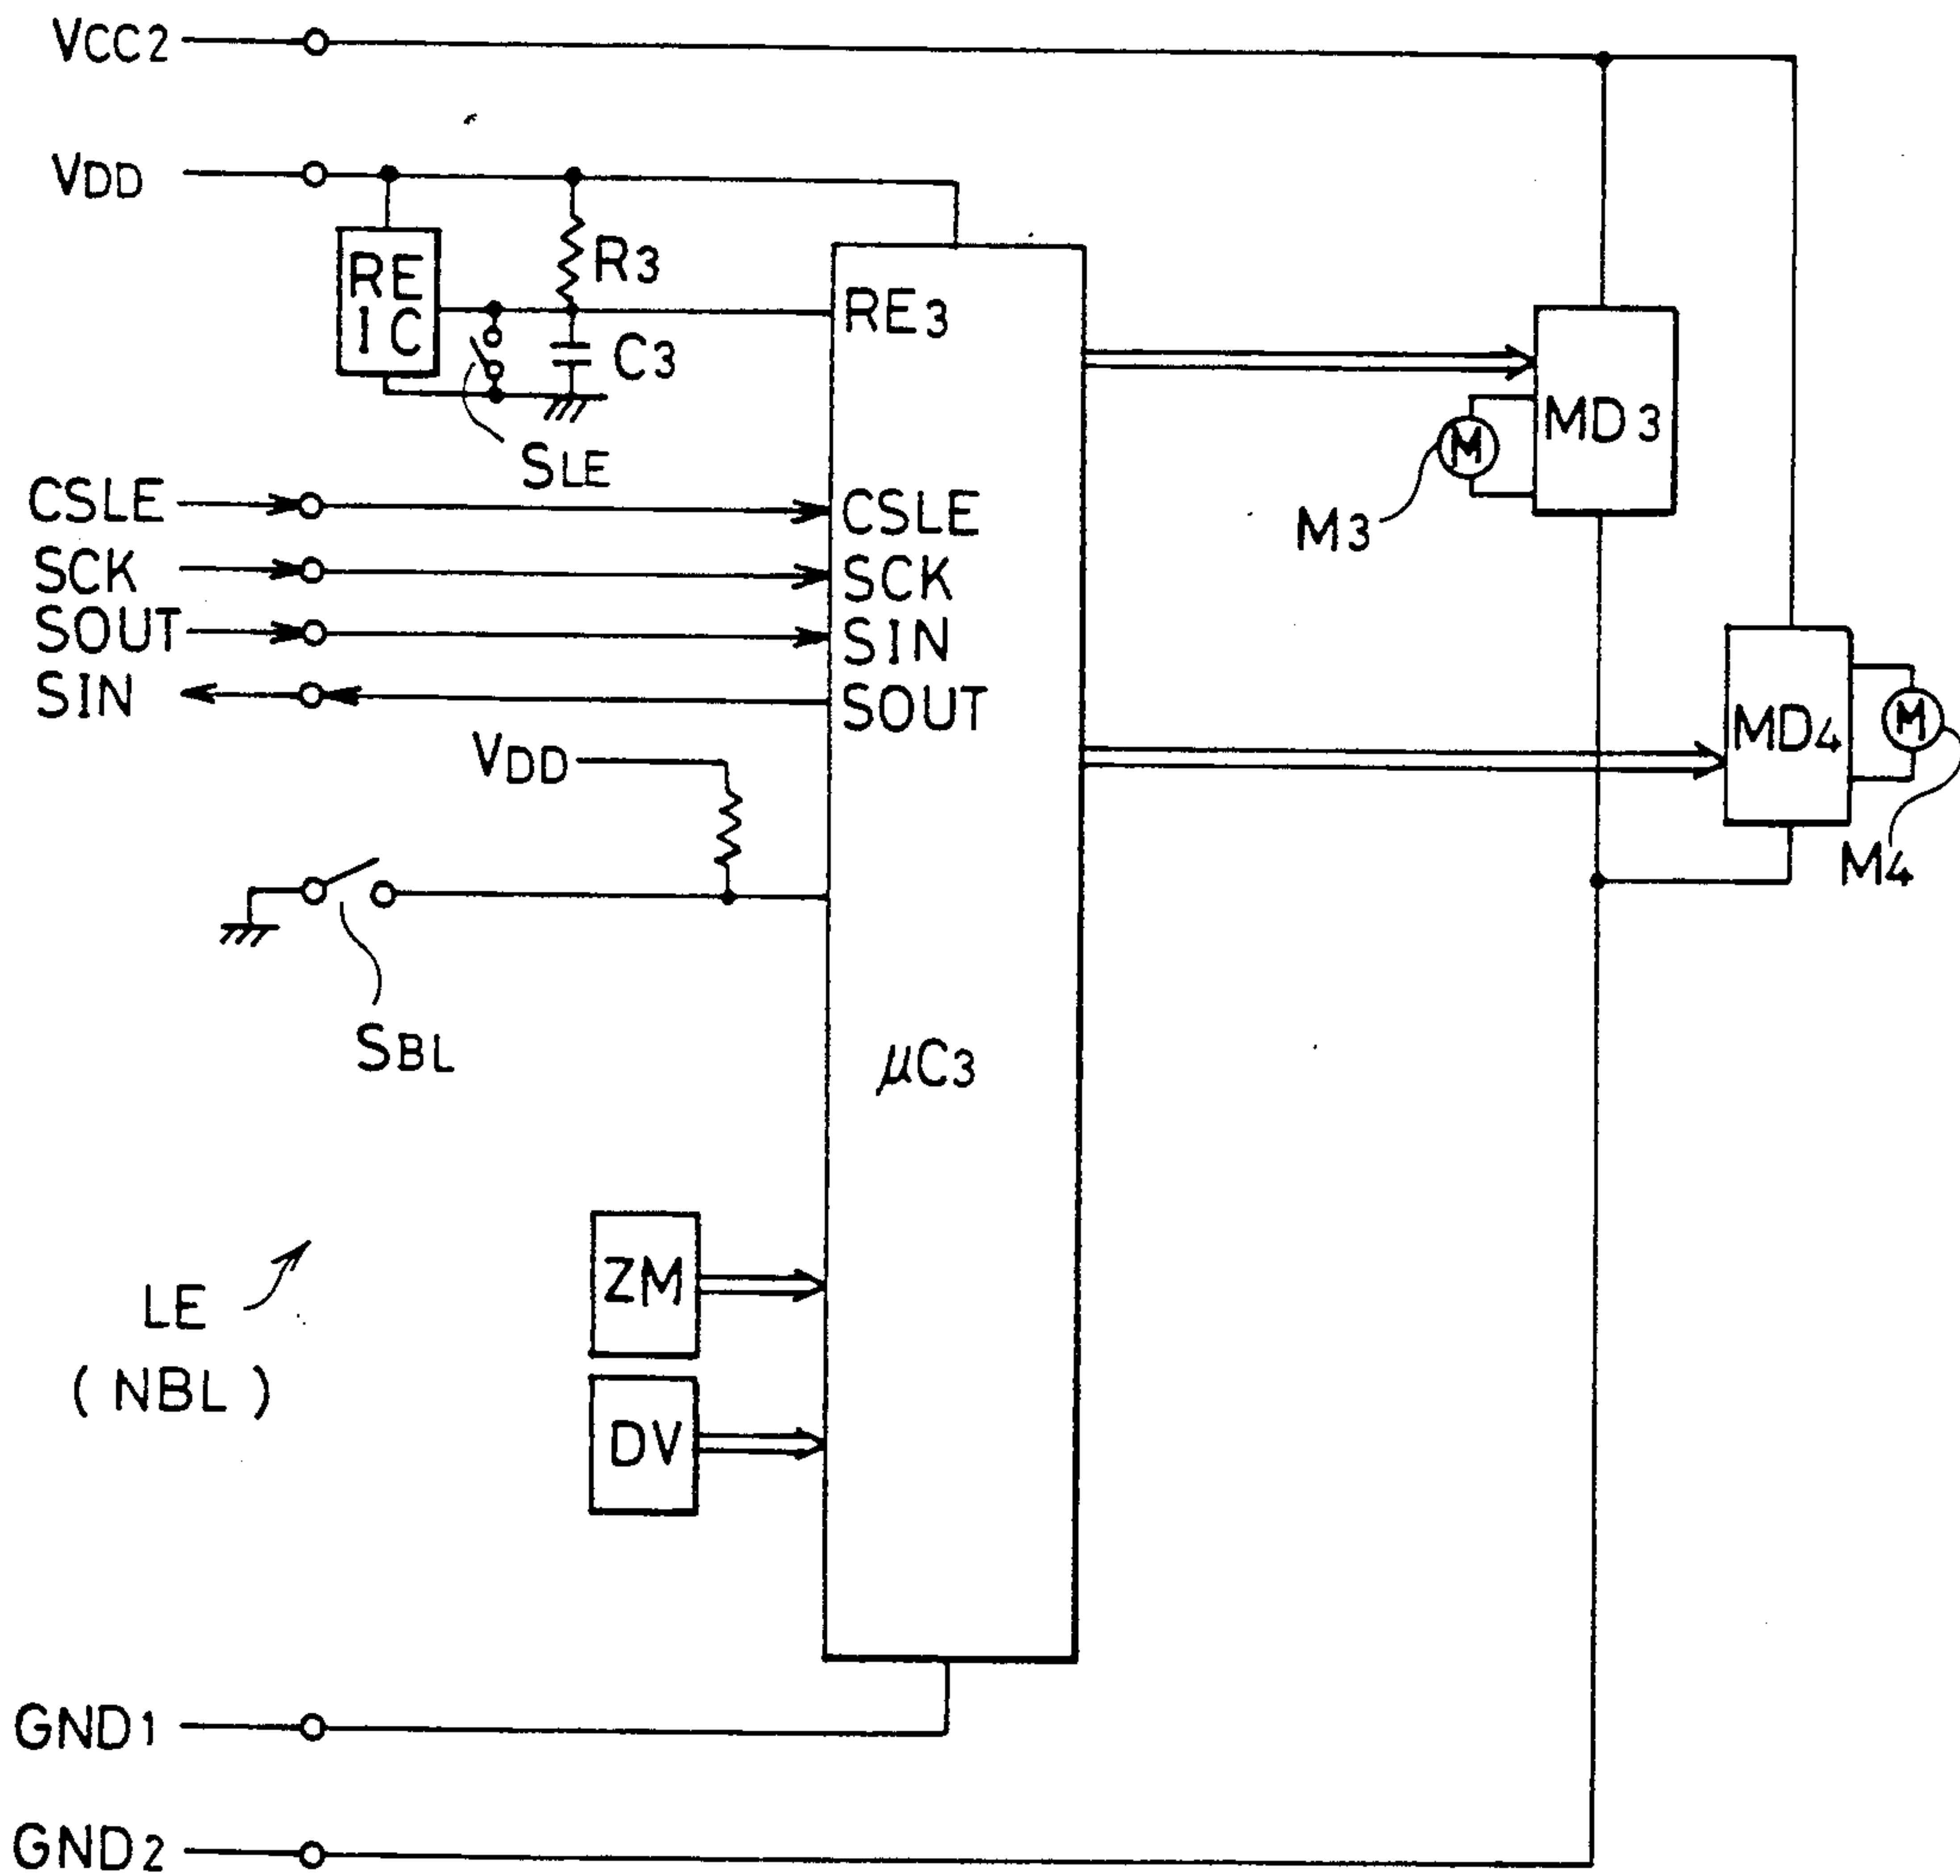 VCC2
VDD
RE
IC
R3
C3
SLE
RE3
MD3
M
M3
CSLE
CSLE
SCK
SCK
SOUT
SIN
SIN
SOUT
VDD
MD4
M
M4
SBL
μC3
ZM
LE
(NBL)
DV
GND1
GND2